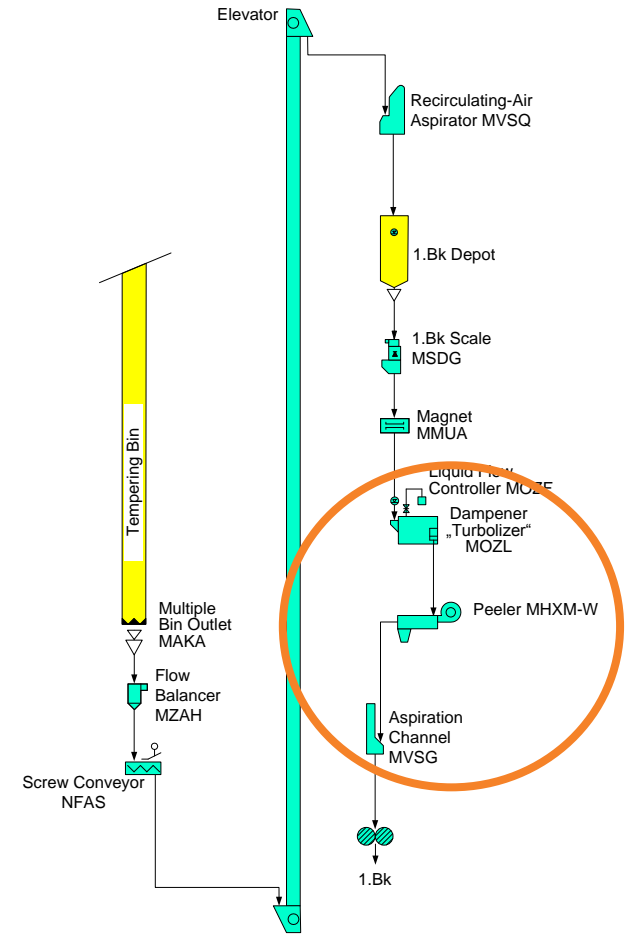 Elevator
Recirculating-Air
Aspirator MVSQ
1.Bk Depot
1.Bk Scale
MSDG
Magnet
MMUA
Liquid Flow
Controller MOZF
Dampener
„Turbolizer“
MOZL
Peeler MHXM-W
Aspiration
Channel
MVSG
1.Bk
Tempering Bin
Multiple
Bin Outlet
MAKA
Flow
Balancer
MZAH
Screw Conveyor
NFAS